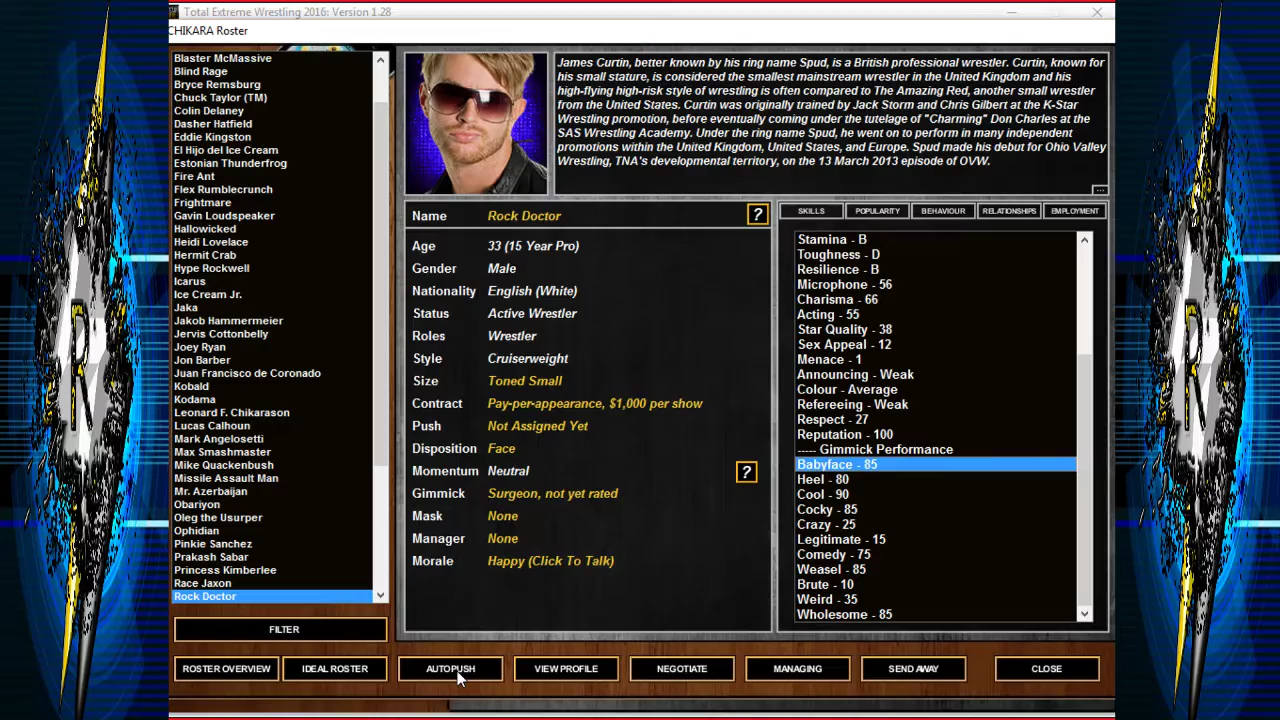 Total Extreme Wrestling 2016: Version 1.28
CHIKARA Roster
Blaster McMassive
Blind Rage
Bryce Remsburg
Chuck Taylor (TM)
Colin Delaney
Dasher Hatfield
Eddie Kingston
El Hijo del Ice Cream
Estonian Thunderfrog
Fire Ant
Flex Rumblecrunch
Frightmare
Gavin Loudspeaker
Hallowicked
Heidi Lovelace
Hermit Crab
Hype Rockwell
Icarus
Ice Cream Jr.
Jaka
Jakob Hammermeier
Jervis Cottonbelly
Joey Ryan
Jon Barber
Juan Francisco de Coronado
Kobald
Kodama
Leonard F. Chikarason
Lucas Calhoun
Mark Angelosetti
Max Smashmaster
Mike Quackenbush
Missile Assault Man
Mr. Azerbaijan
Obariyon
Oleg the Usurper
Ophidian
Pinkie Sanchez
Prakash Sabar
Princess Kimberlee
Race Jaxon
Rock Doctor
FILTER
James Curtin, better known by his ring name Spud, is a British professional wrestler. Curtin, known for
his small stature, is considered the smallest mainstream wrestler in the United Kingdom and his
high-flying high-risk style of wrestling is often compared to The Amazing Red, another small wrestler
from the United States. Curtin was originally trained by Jack Storm and Chris Gilbert at the K-Star
Wrestling promotion, before eventually coming under the tutelage of "Charming" Don Charles at the
SAS Wrestling Academy. Under the ring name Spud, he went on to perform in many independent
promotions within the United Kingdom, United States, and Europe. Spud made his debut for Ohio Valley
Wrestling, TNA's developmental territory, on the 13 March 2013 episode of OVW.
...
Name Rock Doctor ?
Age 33 (15 Year Pro)
Gender Male
Nationality English (White)
Status Active Wrestler
Roles Wrestler
Style Cruiserweight
Size Toned Small
Contract Pay-per-appearance, $1,000 per show
Push Not Assigned Yet
Disposition Face
Momentum Neutral ?
Gimmick Surgeon, not yet rated
Mask None
Manager None
Morale Happy (Click To Talk)
SKILLS POPULARITY BEHAVIOUR RELATIONSHIPS EMPLOYMENT
Stamina - B
Toughness - D
Resilience - B
Microphone - 56
Charisma - 66
Acting - 55
Star Quality - 38
Sex Appeal - 12
Menace - 1
Announcing - Weak
Colour - Average
Refereeing - Weak
Respect - 27
Reputation - 100
----- Gimmick Performance
Babyface - 85
Heel - 80
Cool - 90
Cocky - 85
Crazy - 25
Legitimate - 15
Comedy - 75
Weasel - 85
Brute - 10
Weird - 35
Wholesome - 85
ROSTER OVERVIEW IDEAL ROSTER AUTOPUSH VIEW PROFILE NEGOTIATE MANAGING SEND AWAY CLOSE
R
R